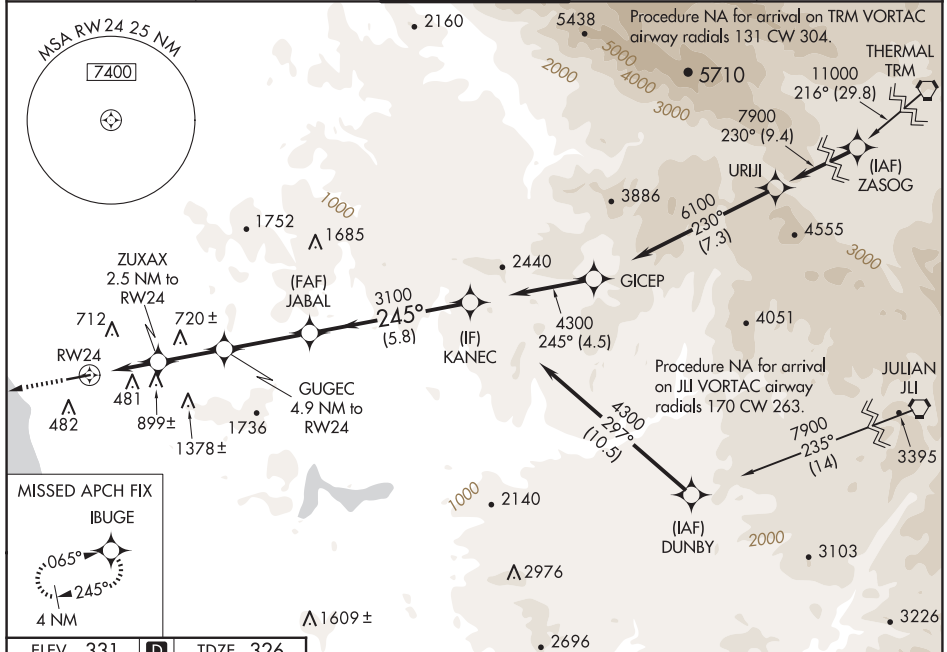 MSA RW24 25 NM
7400
2160
5438
5000
2000
4000
3000
5710
Procedure NA for arrival on TRM VORTAC
airway radials 131 CW 304.
THERMAL
TRM
11000
216° (29.8)
7900
230° (9.4)
(IAF)
ZASOG
URIJI
6100
230°
(7.3)
3886
4555
3000
1000
1752
1685
2440
GICEP
4300
245° (4.5)
4051
ZUXAX
2.5 NM to
RW24
(FAF)
JABAL
3100
245°
(5.8)
(IF)
KANEC
712
720 ±
RW24
481
899±
482
1378 ±
1736
GUGEC
4.9 NM to
RW24
Procedure NA for arrival
on JLI VORTAC airway
radials 170 CW 263.
JULIAN
JLI
7900
235°
(14)
3395
4300
297°
(10.5)
(IAF)
DUNBY
1000
2140
2000
3103
2976
1609 ±
2696
3226
MISSED APCH FIX
IBUGE
065°
245°
4 NM
ELEV 331 D TDZE 326